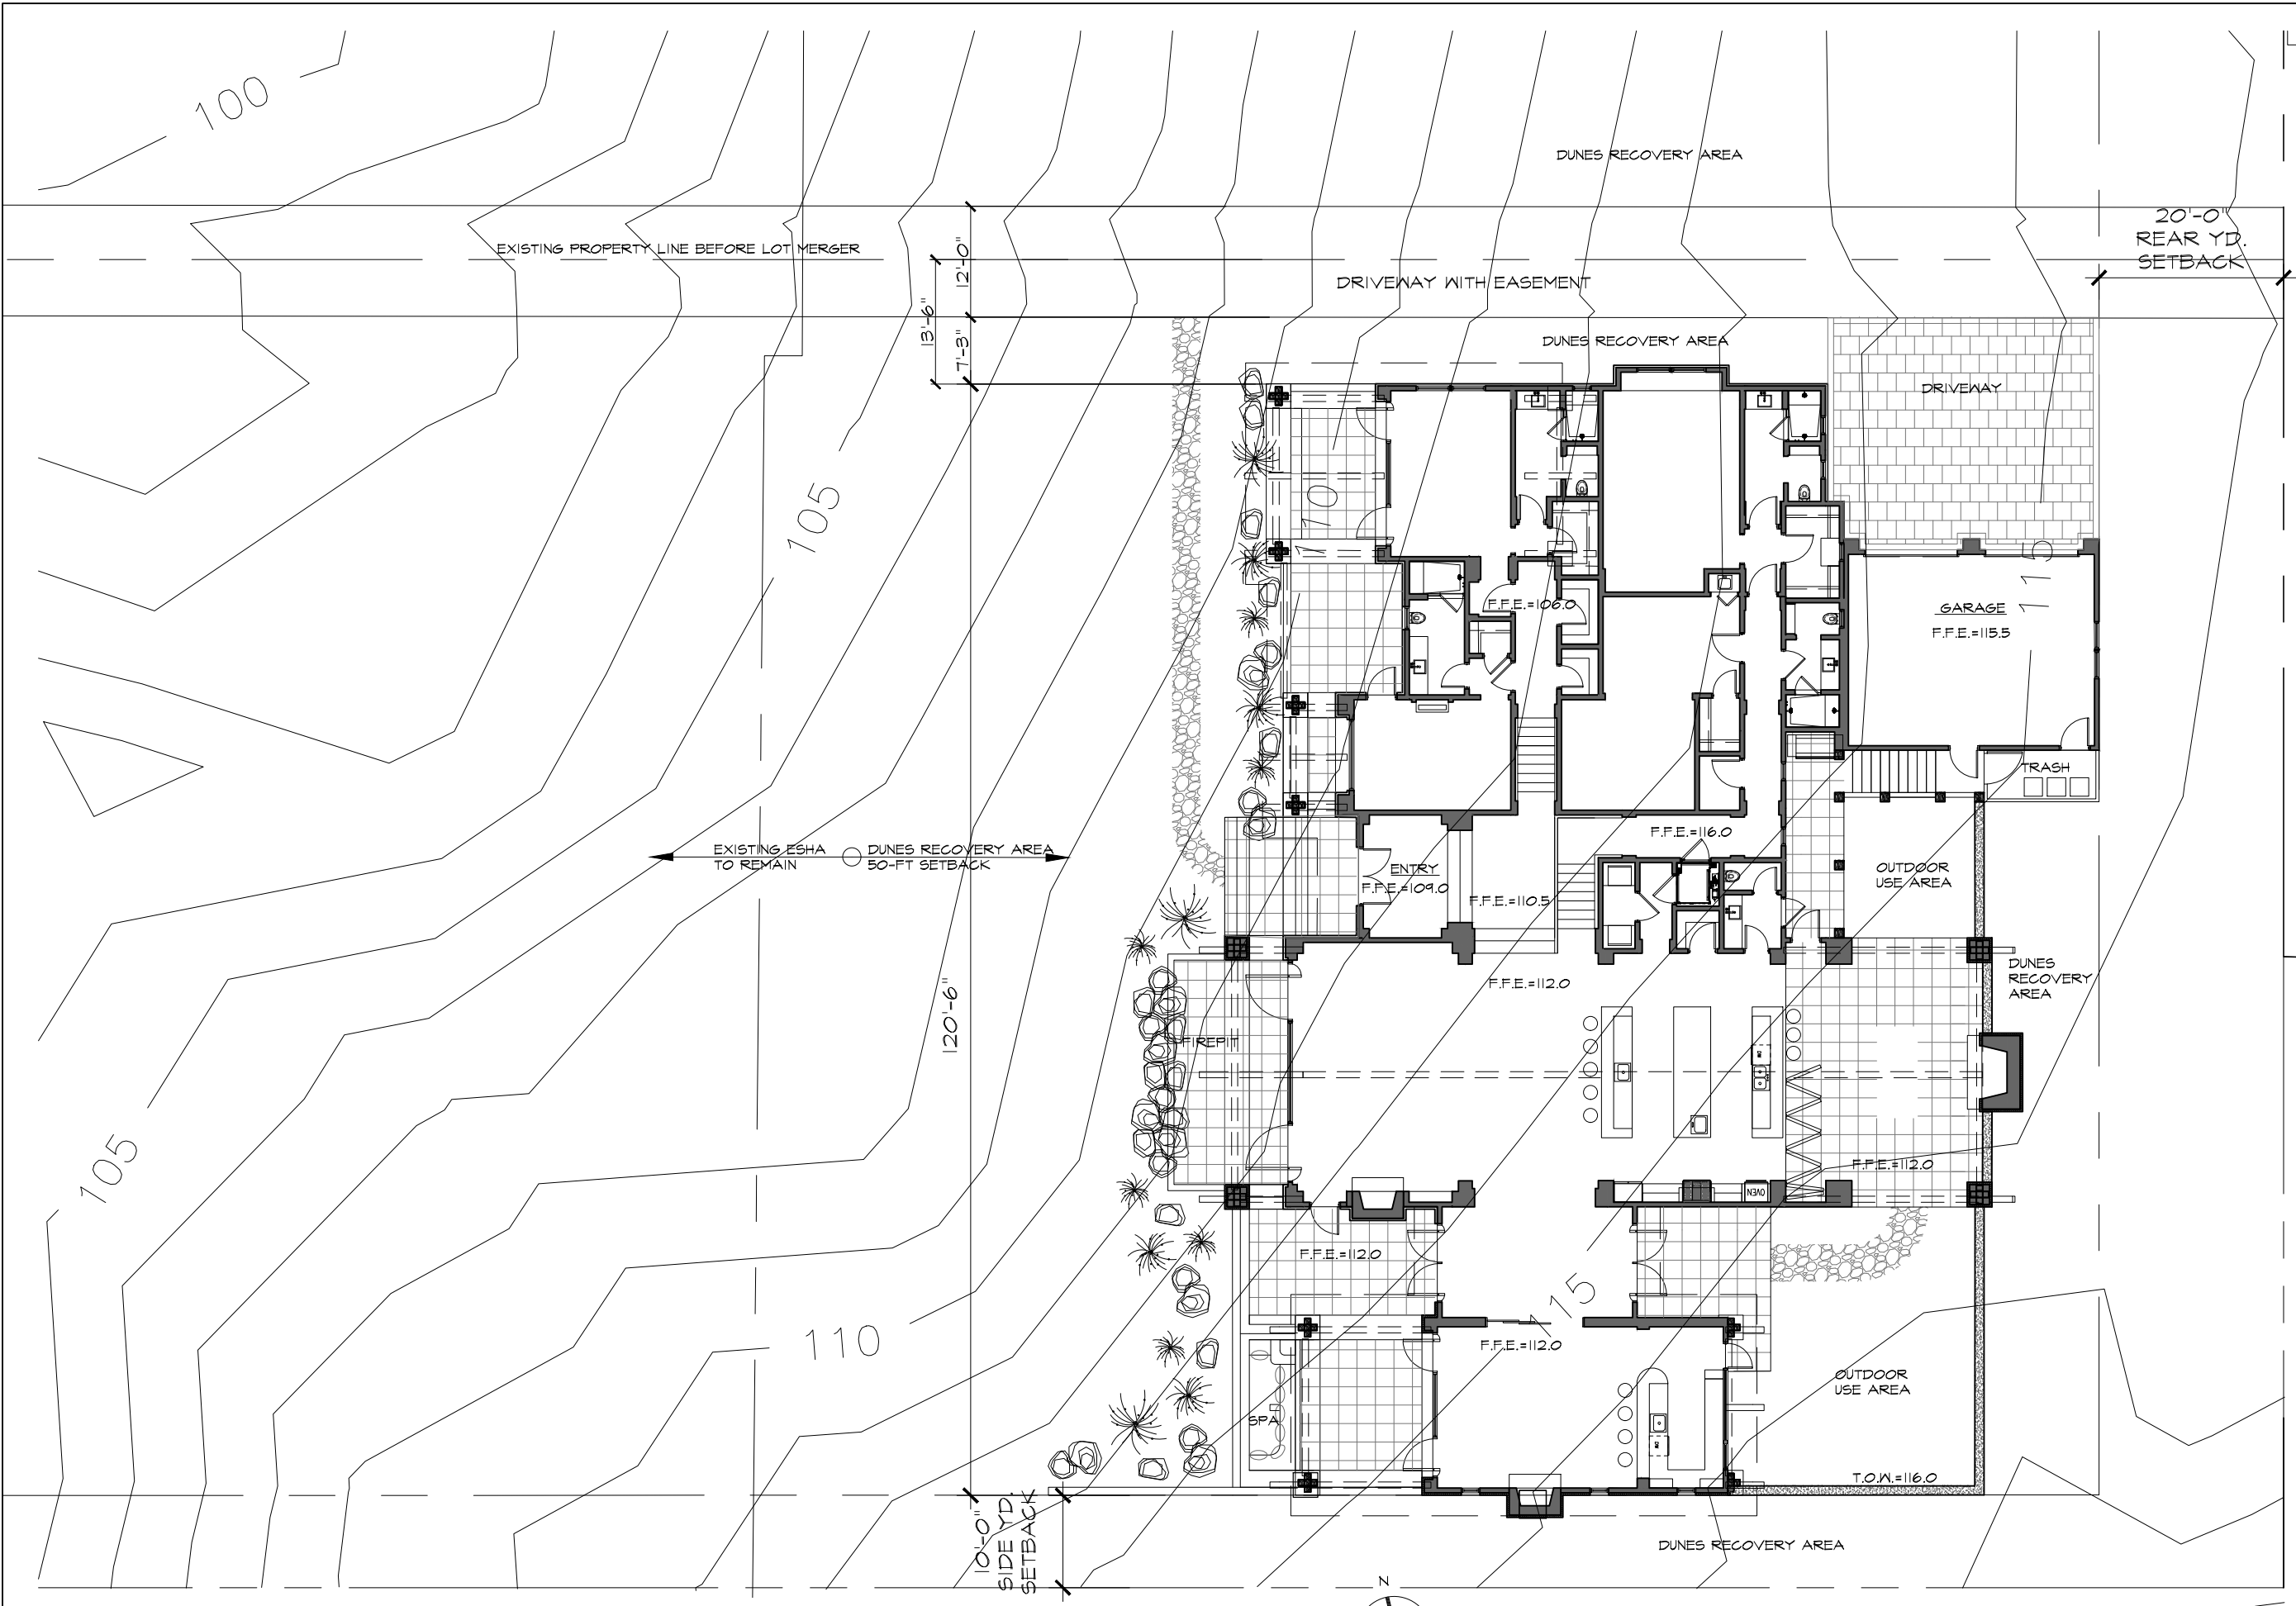 100
DUNES RECOVERY AREA
20'-0"
REAR YD.
SETBACK
EXISTING PROPERTY LINE BEFORE LOT MERGER
12'-0"
DRIVEWAY WITH EASEMENT
13'-6"
7'-3"
DUNES RECOVERY AREA
DRIVEWAY
105
110
115
F.F.E.=106.0
GARAGE
F.F.E.=115.5
TRASH
F.F.E.=116.0
EXISTING ESHA
TO REMAIN
DUNES RECOVERY AREA
50-FT SETBACK
ENTRY
F.F.E.=109.0
F.F.E.=110.5
OUTDOOR
USE AREA
F.F.E.=112.0
DUNES
RECOVERY
AREA
120'-6"
FIREPIT
105
OVEN
F.F.E.=112.0
F.F.E.=112.0
115
110
F.F.E.=112.0
OUTDOOR
USE AREA
SPA
T.O.W.=116.0
10'-0"
SIDE YD.
SETBACK
DUNES RECOVERY AREA
N